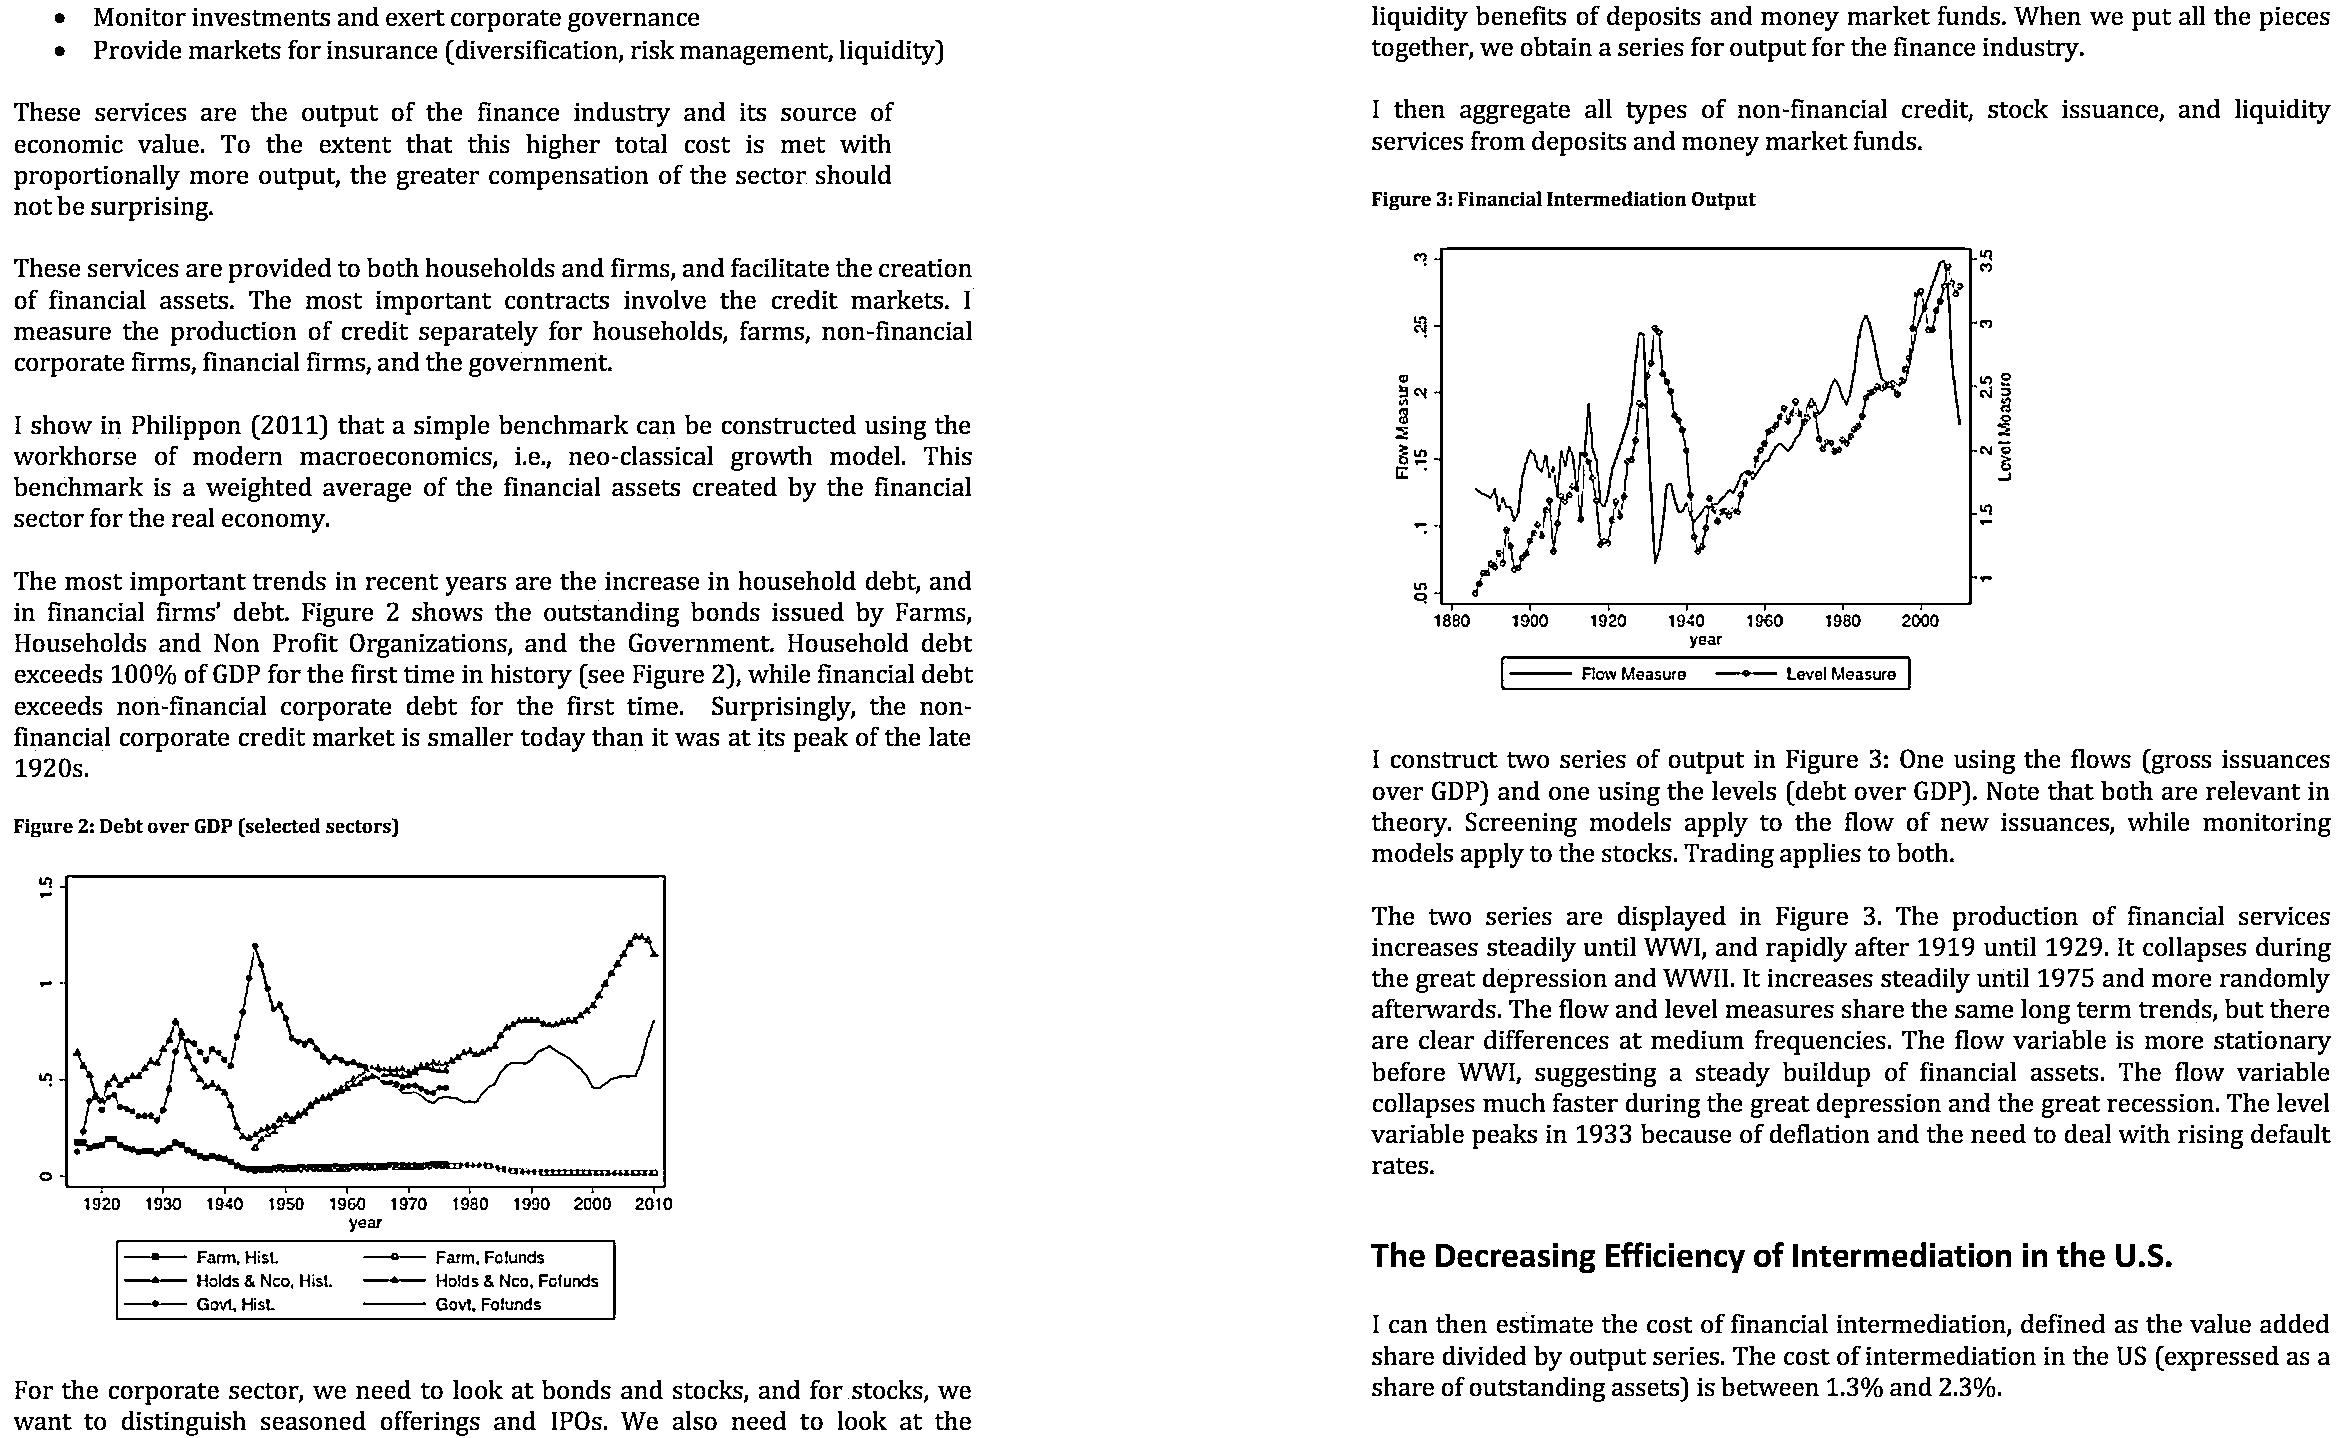 • Monitor investments and exert corporate governance
• Provide markets for insurance (diversification, risk management, liquidity)
These services are the output of the finance industry and its source of
economic value. To the extent that this higher total cost is met with
proportionally more output, the greater compensation of the sector should
not be surprising.
These services are provided to both households and firms, and facilitate the creation
of financial assets. The most important contracts involve the credit markets. I
measure the production of credit separately for households, farms, non-financial
corporate firms, financial firms, and the government.
I show in Philippon (2011) that a simple benchmark can be constructed using the
workhorse of modern macroeconomics, i.e., neo-classical growth model. This
benchmark is a weighted average of the financial assets created by the financial
sector for the real economy.
The most important trends in recent years are the increase in household debt, and
in financial firms' debt. Figure 2 shows the outstanding bonds issued by Farms,
Households and Non Profit Organizations, and the Government. Household debt
exceeds 100% of GDP for the first time in history (see Figure 2), while financial debt
exceeds non-financial corporate debt for the first time. Surprisingly, the non-
financial corporate credit market is smaller today than it was at its peak of the late
1920s.
Figure 2: Debt over GDP (selected sectors)
1.5
1
.5
0
1920 1930 1940 1950 1960 1970 1980 1990 2000 2010
year
Farm, Hist. Farm, Fofunds
Holds & Nco, Hist. Holds & Nco, Fofunds
Govt, Hist. Govt, Fofunds
For the corporate sector, we need to look at bonds and stocks, and for stocks, we
want to distinguish seasoned offerings and IPOs. We also need to look at the
liquidity benefits of deposits and money market funds. When we put all the pieces
together, we obtain a series for output for the finance industry.
I then aggregate all types of non-financial credit, stock issuance, and liquidity
services from deposits and money market funds.
Figure 3: Financial Intermediation Output
Flow Measure
.3
.25
.2
.15
.1
.05
3.5
3
2.5
2
1.5
1
Level Measure
1880 1900 1920 1940 1960 1980 2000
year
Flow Measure Level Measure
I construct two series of output in Figure 3: One using the flows (gross issuances
over GDP) and one using the levels (debt over GDP). Note that both are relevant in
theory. Screening models apply to the flow of new issuances, while monitoring
models apply to the stocks. Trading applies to both.
The two series are displayed in Figure 3. The production of financial services
increases steadily until WWI, and rapidly after 1919 until 1929. It collapses during
the great depression and WWII. It increases steadily until 1975 and more randomly
afterwards. The flow and level measures share the same long term trends, but there
are clear differences at medium frequencies. The flow variable is more stationary
before WWI, suggesting a steady buildup of financial assets. The flow variable
collapses much faster during the great depression and the great recession. The level
variable peaks in 1933 because of deflation and the need to deal with rising default
rates.
The Decreasing Efficiency of Intermediation in the U.S.
I can then estimate the cost of financial intermediation, defined as the value added
share divided by output series. The cost of intermediation in the US (expressed as a
share of outstanding assets) is between 1.3% and 2.3%.